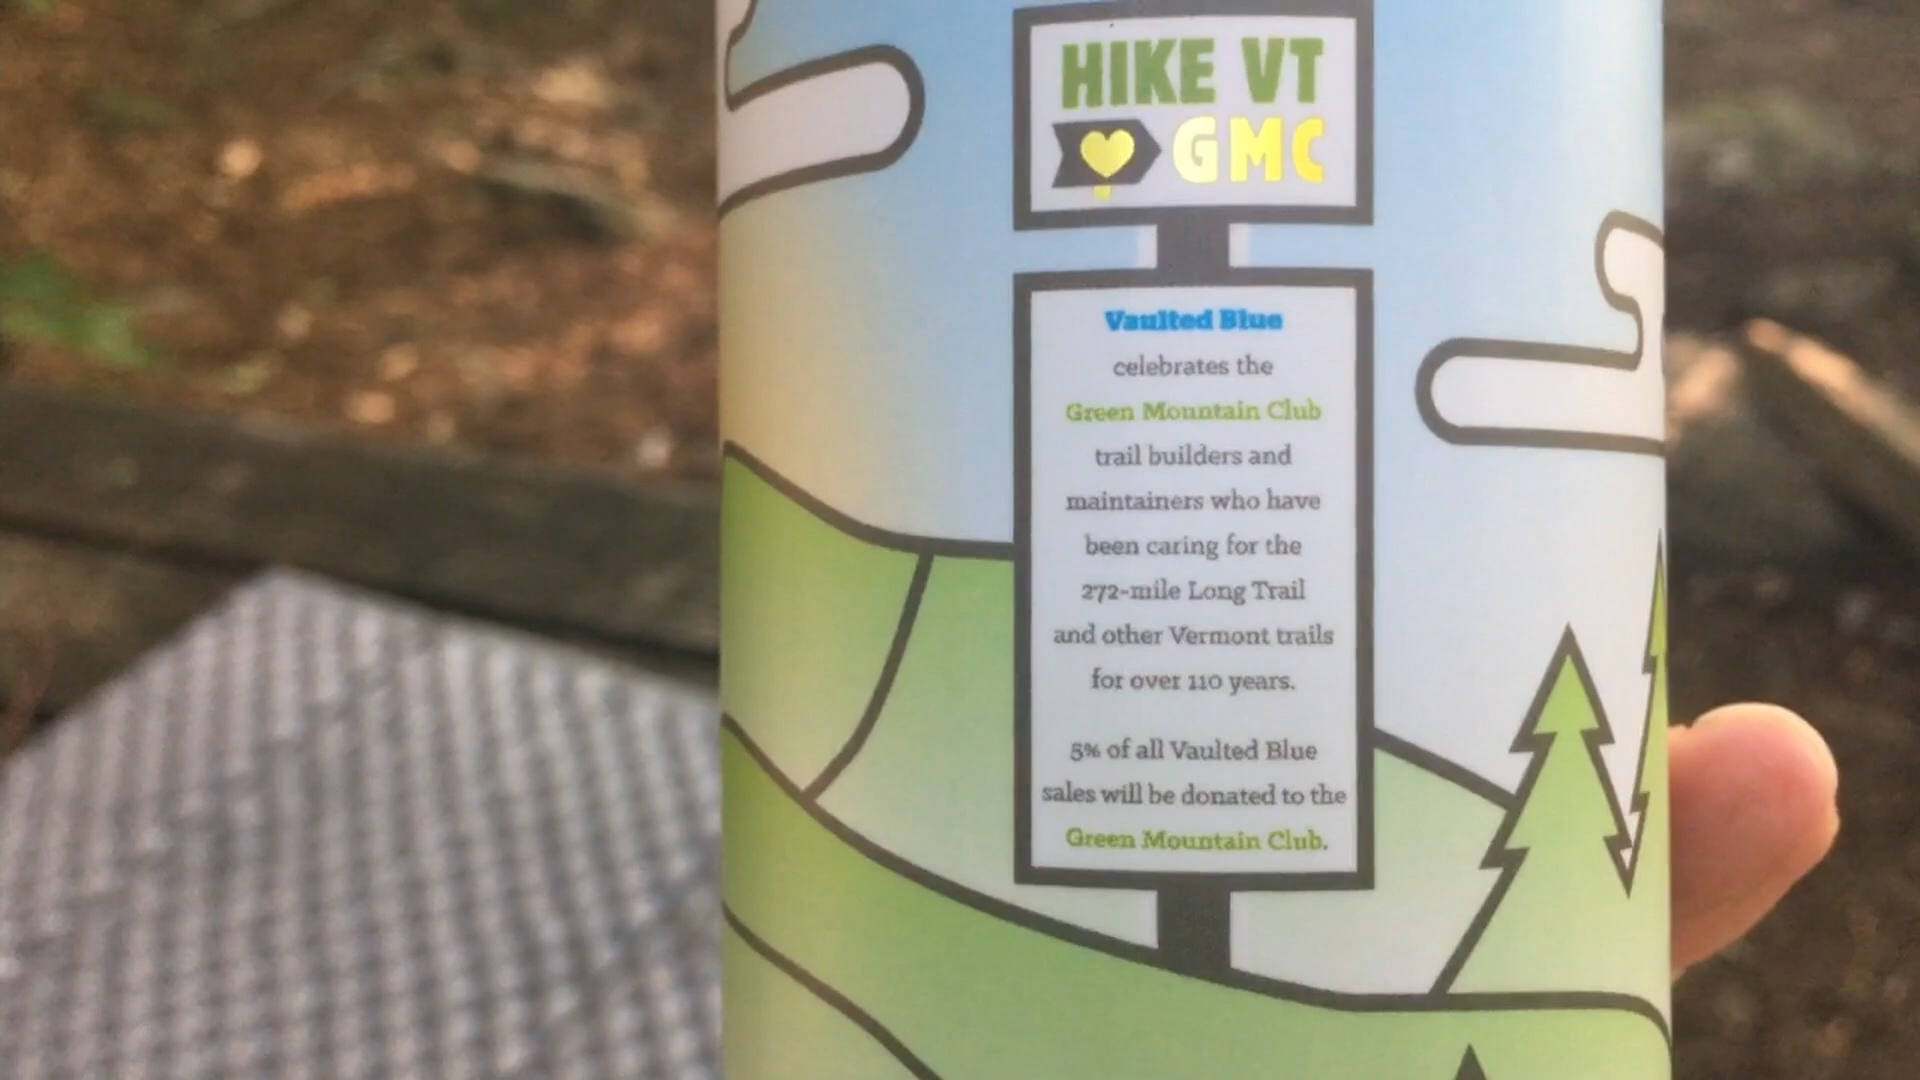 HIKE VT
GMC
Vaulted Blue
celebrates the
Green Mountain Club
trail builders and
maintainers who have
been caring for the
272-mile Long Trail
and other Vermont trails
for over 110 years.
5% of all Vaulted Blue
sales will be donated to the
Green Mountain Club.